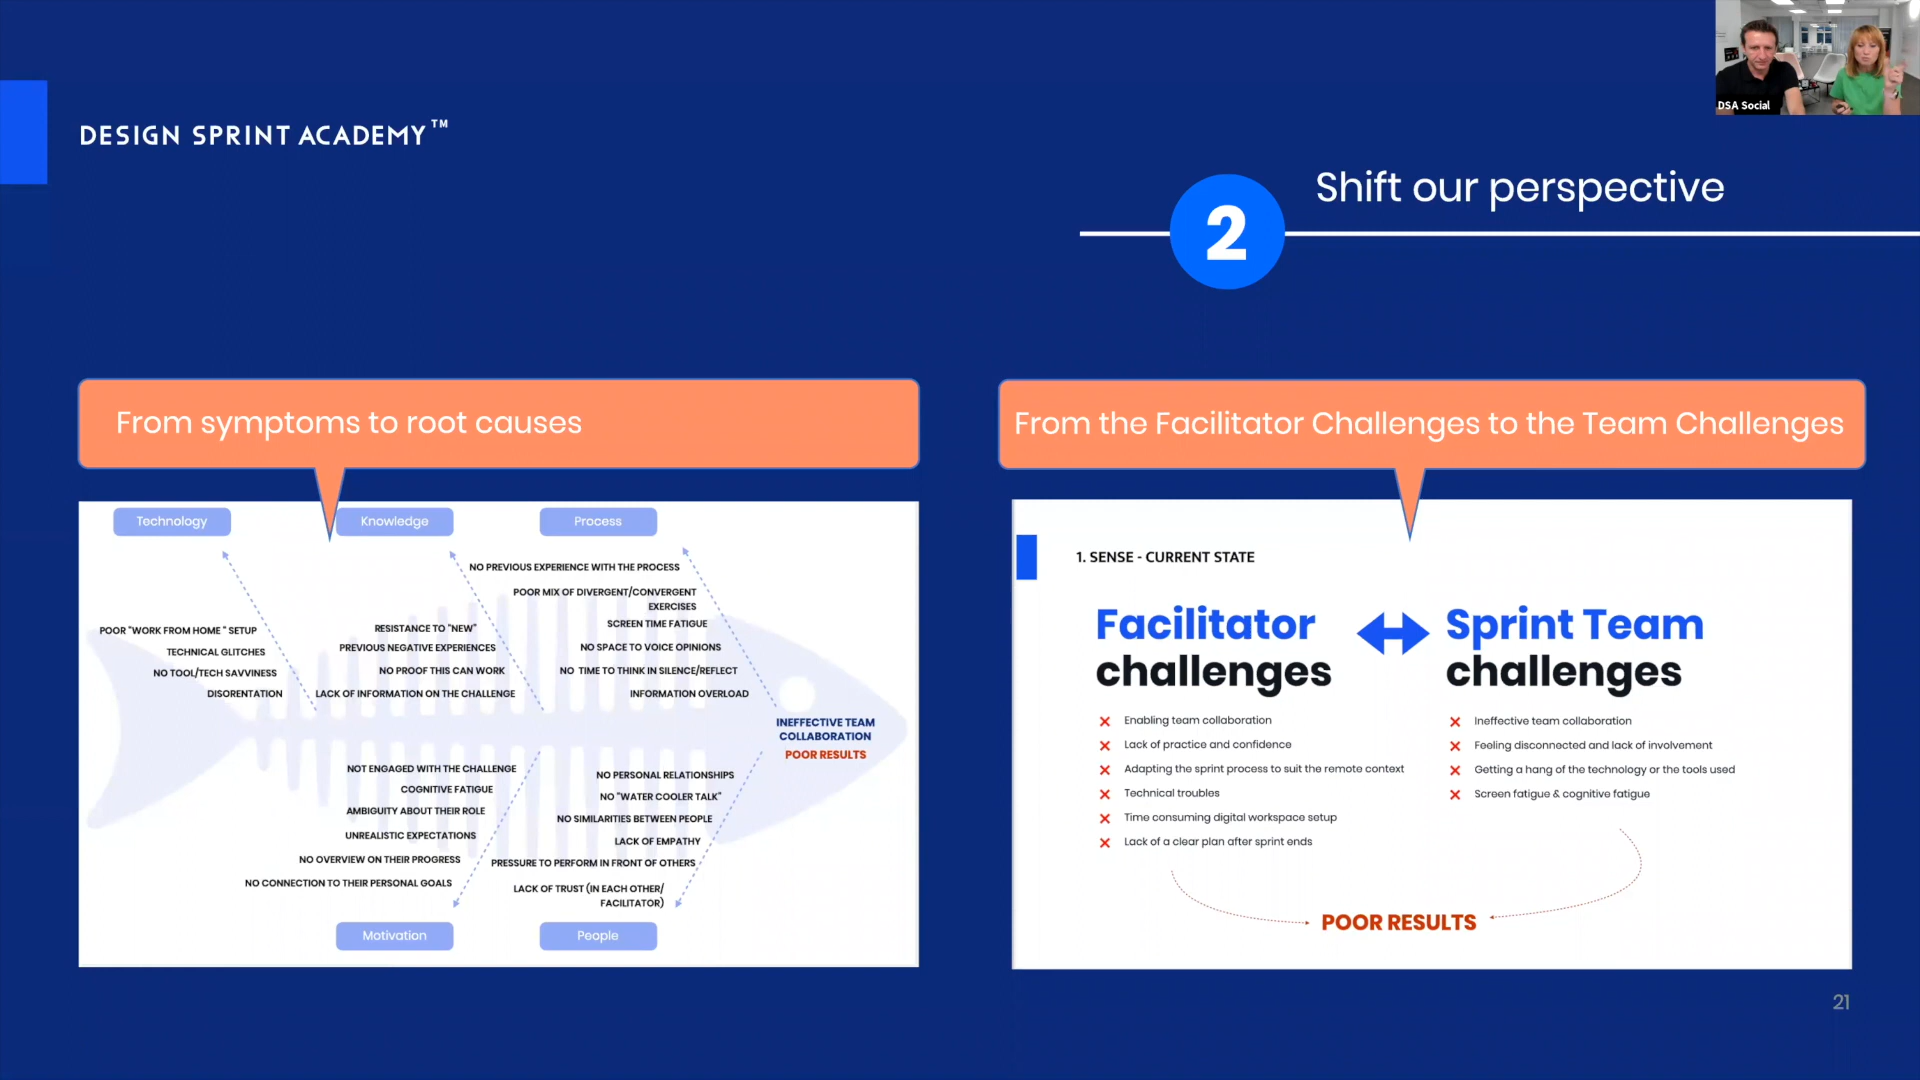 DSA Social
DESIGN SPRINT ACADEMY™
2
Shift our perspective
From symptoms to root causes
Technology
Knowledge
Process
POOR "WORK FROM HOME " SETUP
TECHNICAL GLITCHES
NO TOOL/TECH SAVVINESS
DISORENTATION
RESISTANCE TO "NEW"
PREVIOUS NEGATIVE EXPERIENCES
NO PROOF THIS CAN WORK
LACK OF INFORMATION ON THE CHALLENGE
NO PREVIOUS EXPERIENCE WITH THE PROCESS
POOR MIX OF DIVERGENT/CONVERGENT
EXERCISES
SCREEN TIME FATIGUE
NO SPACE TO VOICE OPINIONS
NO TIME TO THINK IN SILENCE/REFLECT
INFORMATION OVERLOAD
INEFFECTIVE TEAM
COLLABORATION
POOR RESULTS
NOT ENGAGED WITH THE CHALLENGE
COGNITIVE FATIGUE
AMBIGUITY ABOUT THEIR ROLE
UNREALISTIC EXPECTATIONS
NO OVERVIEW ON THEIR PROGRESS
NO CONNECTION TO THEIR PERSONAL GOALS
NO PERSONAL RELATIONSHIPS
NO "WATER COOLER TALK"
NO SIMILARITIES BETWEEN PEOPLE
LACK OF EMPATHY
PRESSURE TO PERFORM IN FRONT OF OTHERS
LACK OF TRUST (IN EACH OTHER/
FACILITATOR)
Motivation
People
From the Facilitator Challenges to the Team Challenges
1. SENSE - CURRENT STATE
Facilitator
challenges
Enabling team collaboration
Lack of practice and confidence
Adapting the sprint process to suit the remote context
Technical troubles
Time consuming digital workspace setup
Lack of a clear plan after sprint ends
Sprint Team
challenges
Ineffective team collaboration
Feeling disconnected and lack of involvement
Getting a hang of the technology or the tools used
Screen fatigue & cognitive fatigue
POOR RESULTS
21